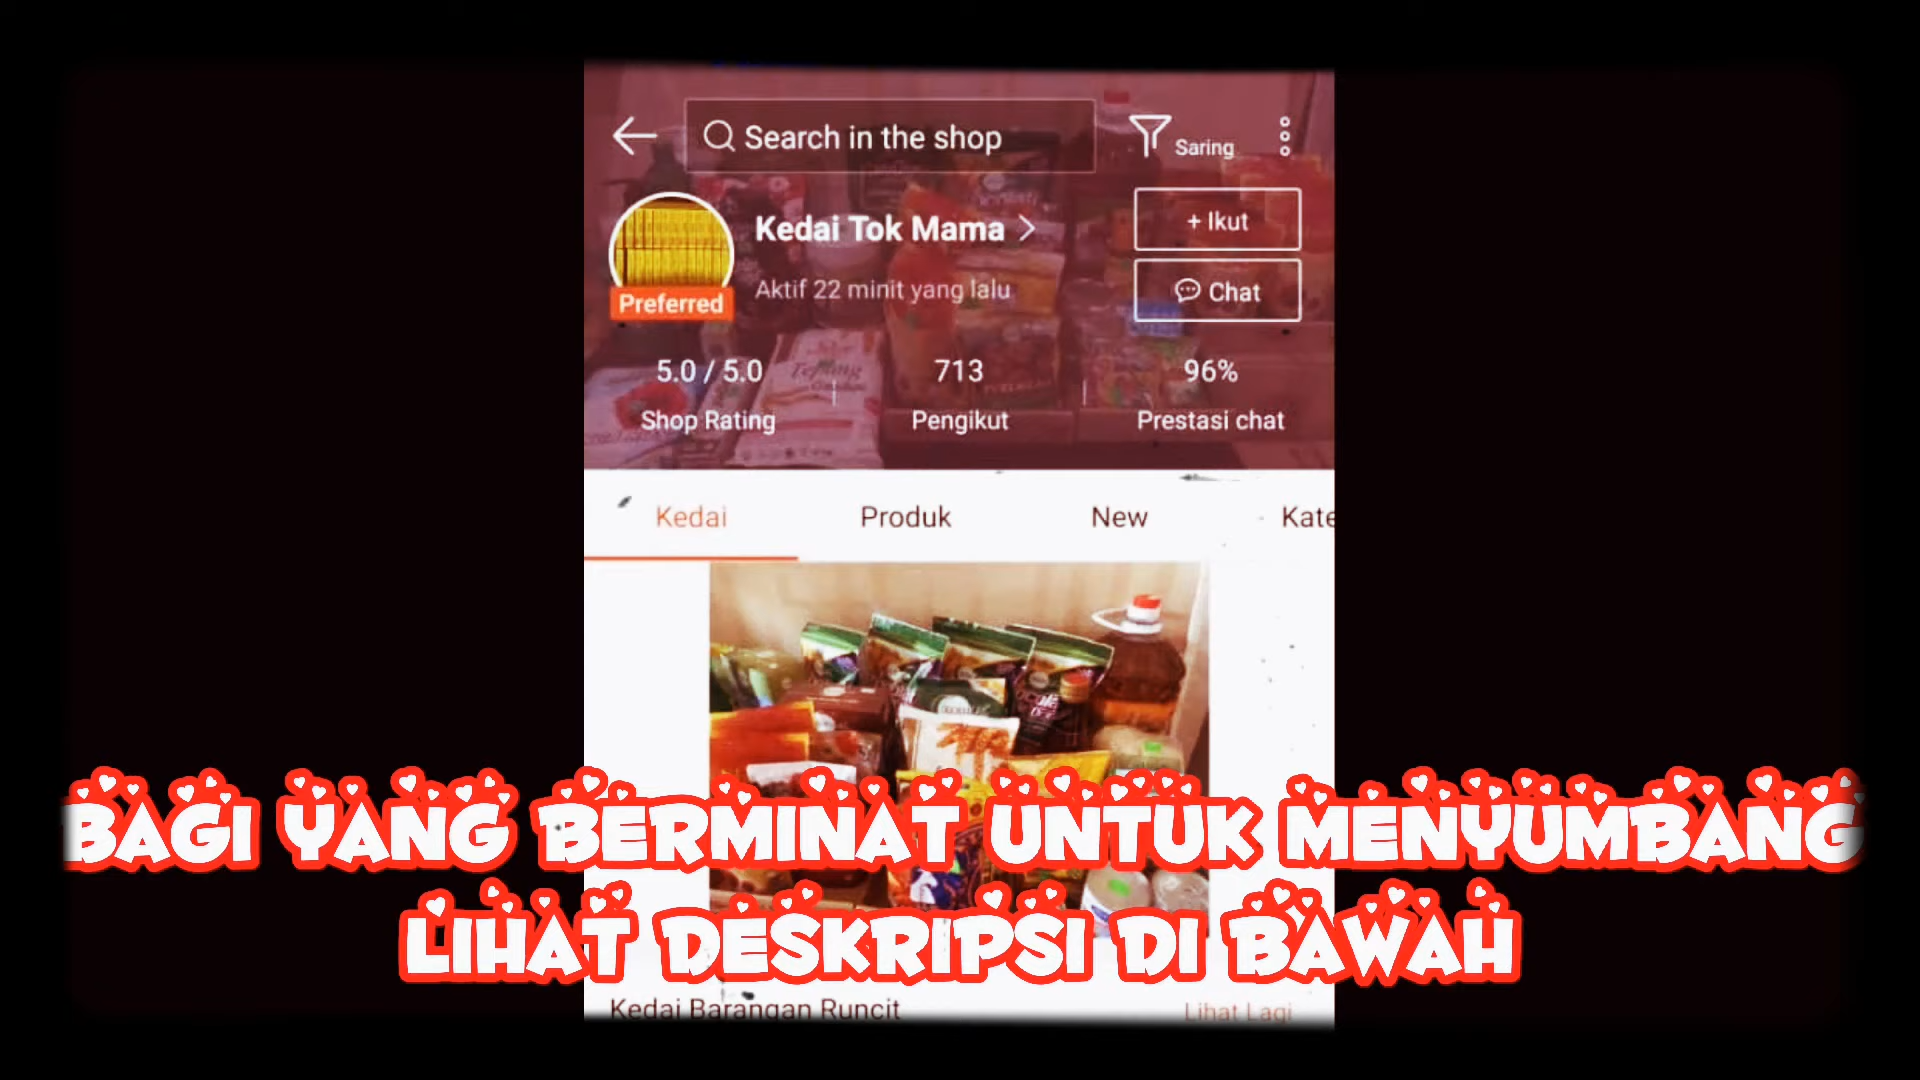 Search in the shop
Saring
Kedai Tok Mama
+ Ikut
Preferred
Aktif 22 minit yang lalu
Chat
5.0 / 5.0
713
96%
Shop Rating
Pengikut
Prestasi chat
Kedai
Produk
New
Kate
BAGI YANG BERMINAT UNTUK MENYUMBANG
LIHAT DESKRIPSI DI BAWAH
Kedai Barangan Runcit
Lihat Lagi